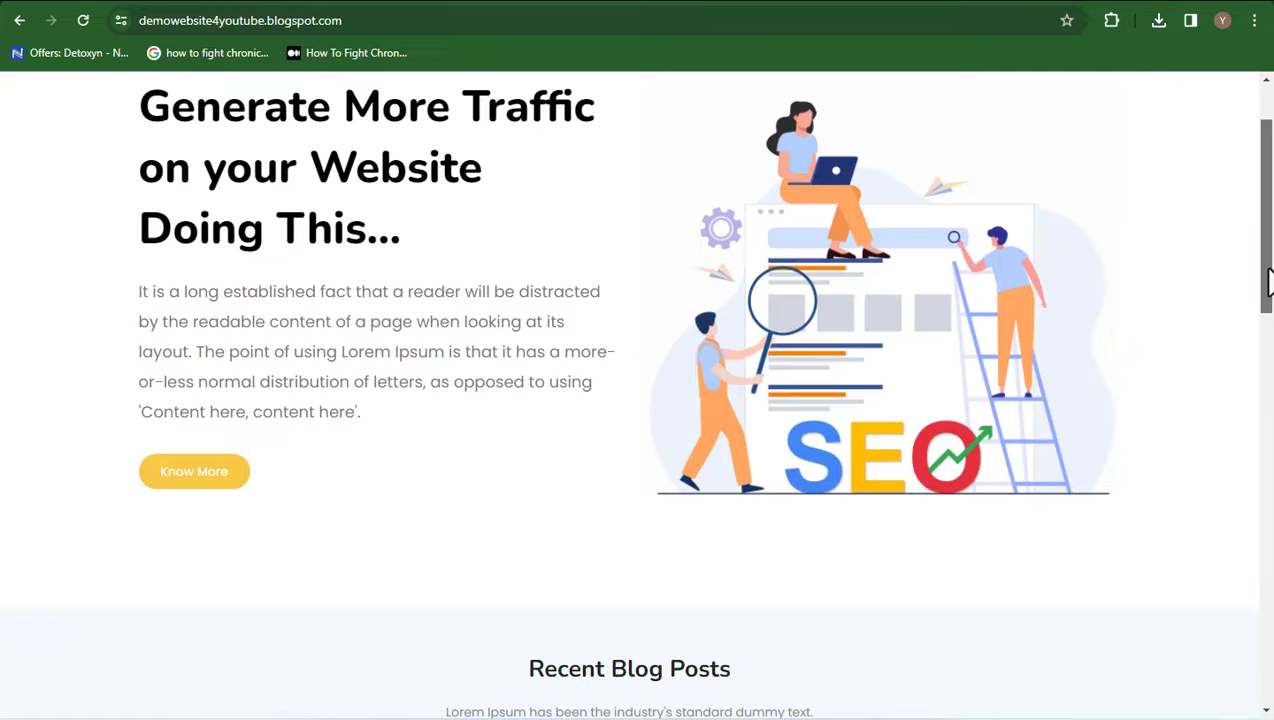 demowebsite4youtube.blogspot.com
Y
Offers: Detoxyn - N...
how to fight chronic...
How To Fight Chron...
Generate More Traffic
on your Website
Doing This...
It is a long established fact that a reader will be distracted
by the readable content of a page when looking at its
layout. The point of using Lorem Ipsum is that it has a more-
or-less normal distribution of letters, as opposed to using
'Content here, content here'.
Know More
SEO
Recent Blog Posts
Lorem Ipsum has been the industry's standard dummy text.